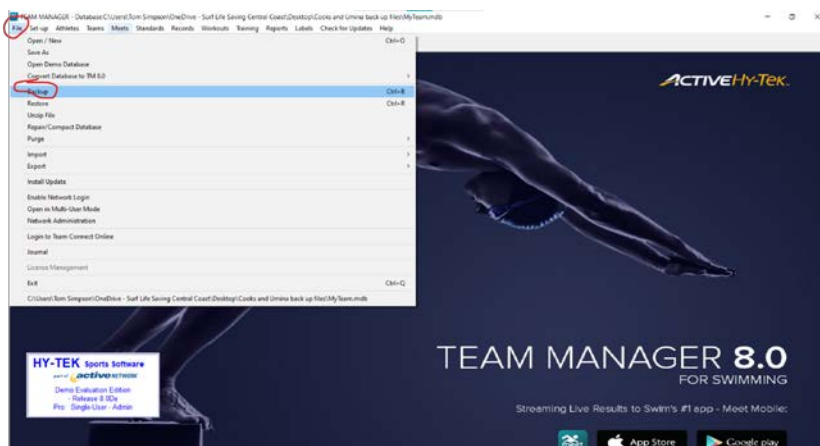 TEAM MANAGER - Database: C:\Users\Tom Simpson\OneDrive - Surf Life Saving Central Coast\Desktop\Cooks and Umina back up files\MyTeam.mdb
File Set-up Athletes Teams Meets Standards Records Workouts Training Reports Labels Check for Updates Help
Open / New Ctrl+O
Save As
Open Demo Database
Convert Database to TM 8.0
Backup Ctrl+B
Restore Ctrl+R
Unzip File
Repair/Compact Database
Purge
Import
Export
Install Update
Enable Network Login
Open in Multi-User Mode
Network Administration
Login to Team Connect Online
Journal
License Management
Exit Ctrl+Q
C:\Users\Tom Simpson\OneDrive - Surf Life Saving Central Coast\Desktop\Cooks and Umina back up files\MyTeam.mdb
ACTIVEHY-TEK.
HY-TEK Sports Software
part of active NETWORK
Demo Evaluation Edition
- Release 8.0Da
Pro: Single-User - Admin
TEAM MANAGER 8.0
FOR SWIMMING
Streaming Live Results to Swim's #1 app - Meet Mobile:
App Store
Google play